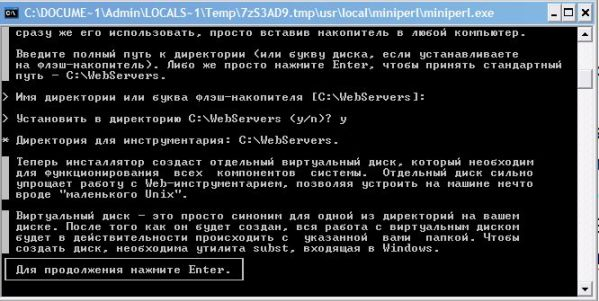 C:\DOCUME~1\Admin\LOCALS~1\Temp\7zS3AD9.tmp\usr\local\miniperl\miniperl.exe
сразу же его использовать, просто вставив накопитель в любой компьютер.
Введите полный путь к директории (или букву диска, если устанавливаете
на флэш-накопитель). Либо же просто нажмите Enter, чтобы принять стандартный
путь - C:\WebServers.
> Имя директории или буква флэш-накопителя [C:\WebServers]:
> Установить в директорию C:\WebServers (y/n)? y
* Директория для инструментария: C:\WebServers.
Теперь инсталлятор создаст отдельный виртуальный диск, который необходим
для функционирования всех компонентов системы. Отдельный диск сильно
упрощает работу с Web-инструментарием, позволяя устроить на машине нечто
вроде "маленького Unix".
Виртуальный диск - это просто синоним для одной из директорий на вашем
диске. После того как он будет создан, вся работа с виртуальным диском
будет в действительности происходить с указанной вами папкой. Чтобы
создать диск, необходима утилита subst, входящая в Windows.
Для продолжения нажмите Enter.